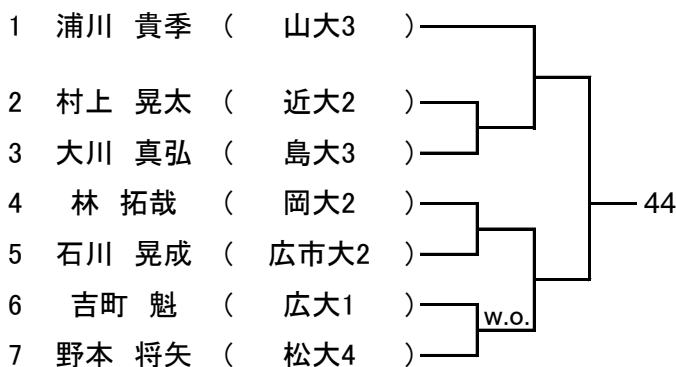 1 浦川 貴季 ( 山大3 )
2 村上 晃太 ( 近大2 )
3 大川 真弘 ( 島大3 )
4 林 拓哉 ( 岡大2 )
44
5 石川 晃成 ( 広市大2 )
6 吉町 魁 ( 広大1 )
w.o.
7 野本 将矢 ( 松大4 )